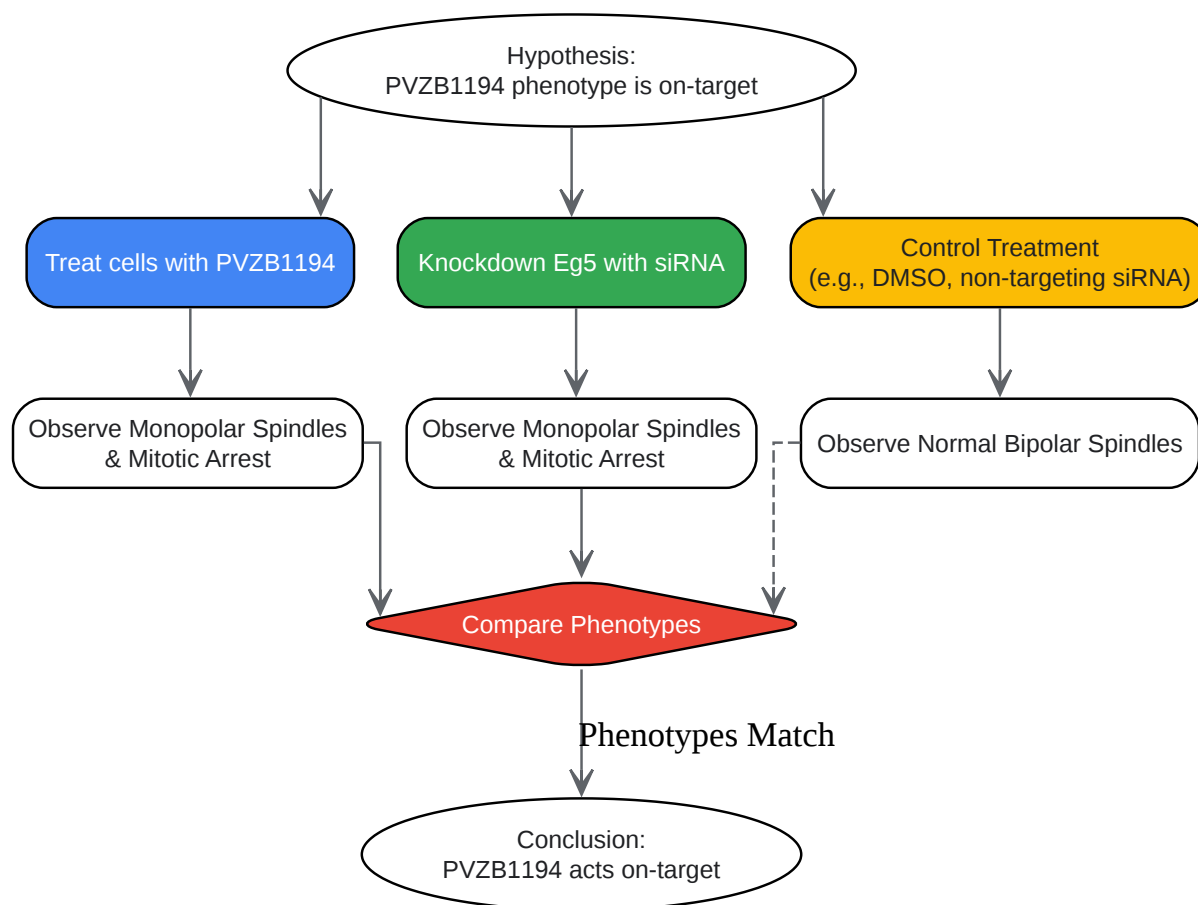 Hypothesis:
PVZB1194 phenotype is on-target
Treat cells with PVZB1194
Knockdown Eg5 with siRNA
Control Treatment
(e.g., DMSO, non-targeting siRNA)
Observe Monopolar Spindles
& Mitotic Arrest
Observe Monopolar Spindles
& Mitotic Arrest
Observe Normal Bipolar Spindles
Compare Phenotypes
Phenotypes Match
Conclusion:
PVZB1194 acts on-target